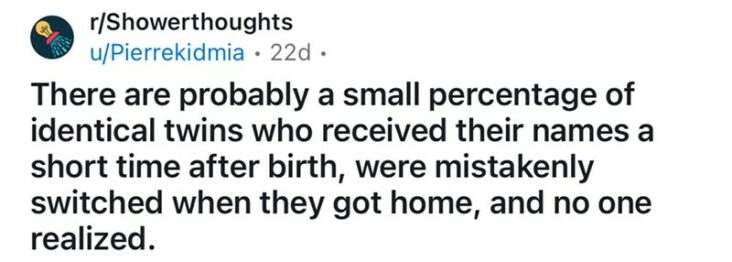 r/Showerthoughts
u/Pierrekidmia • 22d •
There are probably a small percentage of
identical twins who received their names a
short time after birth, were mistakenly
switched when they got home, and no one
realized.